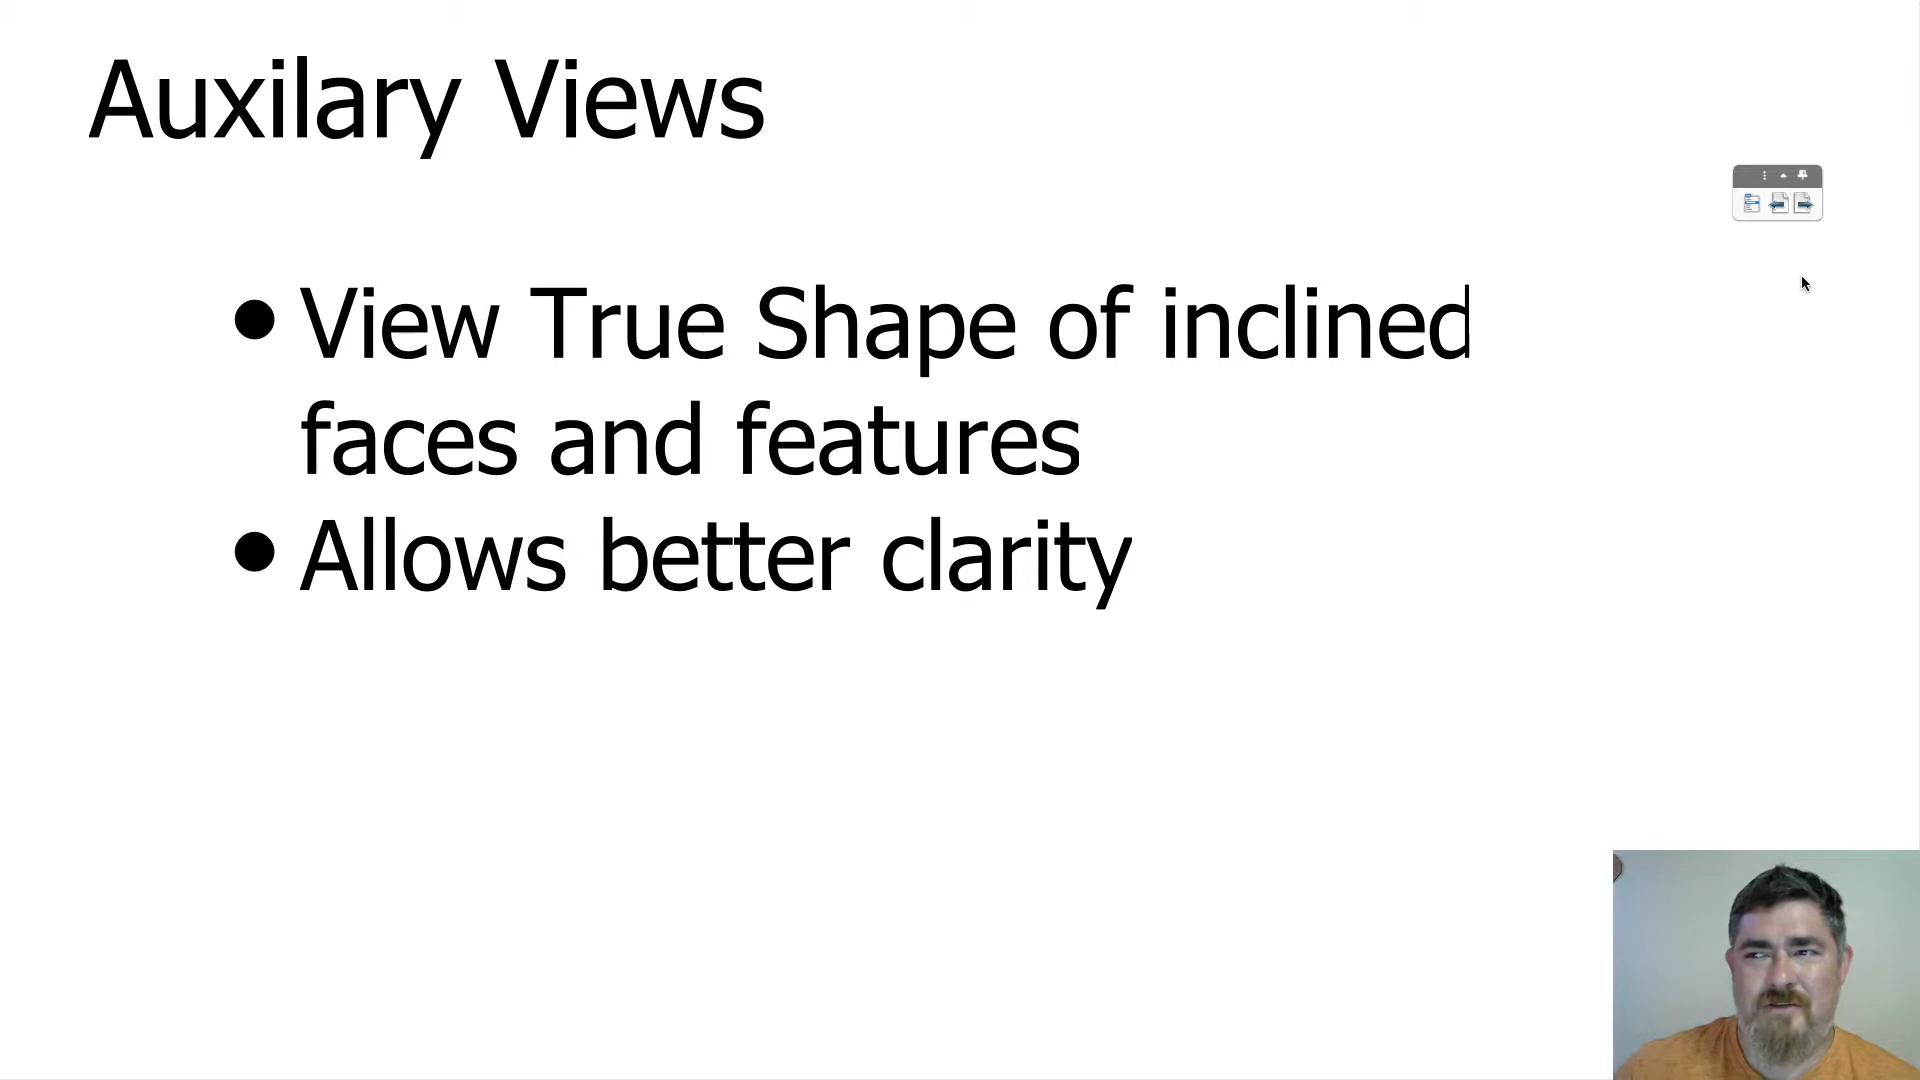 Auxilary Views
• View True Shape of inclined
faces and features
• Allows better clarity